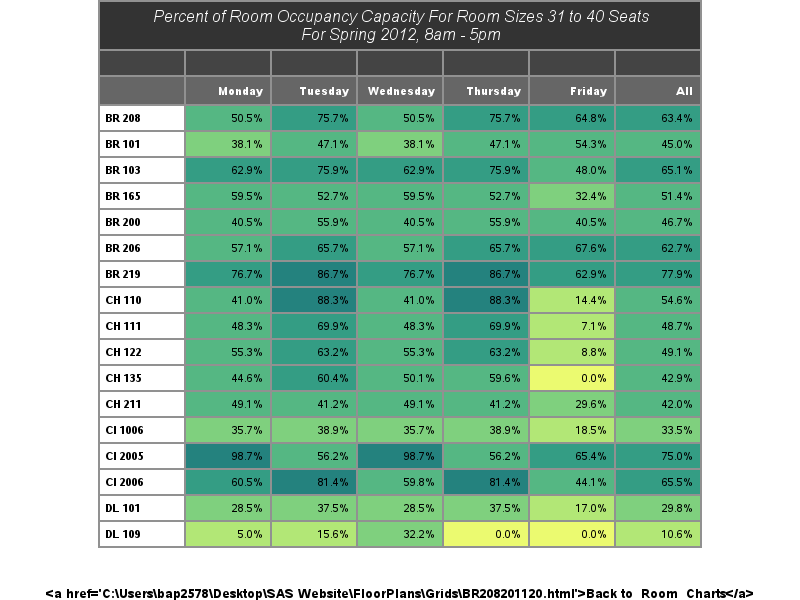 Percent of Room Occupancy Capacity For Room Sizes 31 to 40 Seats
For Spring 2012, 8am - 5pm
Monday Tuesday Wednesday Thursday Friday All
BR 208 50.5% 75.7% 50.5% 75.7% 64.8% 63.4%
BR 101 38.1% 47.1% 38.1% 47.1% 54.3% 45.0%
BR 103 62.9% 75.9% 62.9% 75.9% 48.0% 65.1%
BR 165 59.5% 52.7% 59.5% 52.7% 32.4% 51.4%
BR 200 40.5% 55.9% 40.5% 55.9% 40.5% 46.7%
BR 206 57.1% 65.7% 57.1% 65.7% 67.6% 62.7%
BR 219 76.7% 86.7% 76.7% 86.7% 62.9% 77.9%
CH 110 41.0% 88.3% 41.0% 88.3% 14.4% 54.6%
CH 111 48.3% 69.9% 48.3% 69.9% 7.1% 48.7%
CH 122 55.3% 63.2% 55.3% 63.2% 8.8% 49.1%
CH 135 44.6% 60.4% 50.1% 59.6% 0.0% 42.9%
CH 211 49.1% 41.2% 49.1% 41.2% 29.6% 42.0%
CI 1006 35.7% 38.9% 35.7% 38.9% 18.5% 33.5%
CI 2005 98.7% 56.2% 98.7% 56.2% 65.4% 75.0%
CI 2006 60.5% 81.4% 59.8% 81.4% 44.1% 65.5%
DL 101 28.5% 37.5% 28.5% 37.5% 17.0% 29.8%
DL 109 5.0% 15.6% 32.2% 0.0% 0.0% 10.6%
<a href='C:\Users\bap2578\Desktop\SAS Website\FloorPlans\Grids\BR208201120.html'>Back to Room Charts</a>